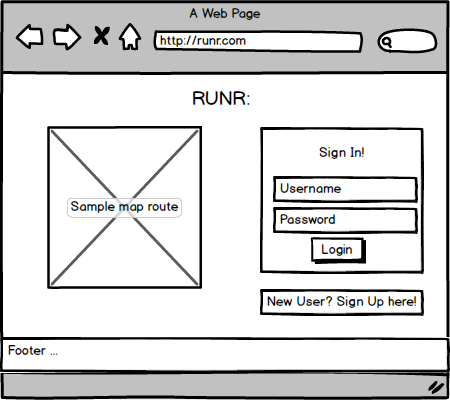 A Web Page
http://runr.com
RUNR:
Sample map route
Sign In!
Username
Password
Login
New User? Sign Up here!
Footer ...